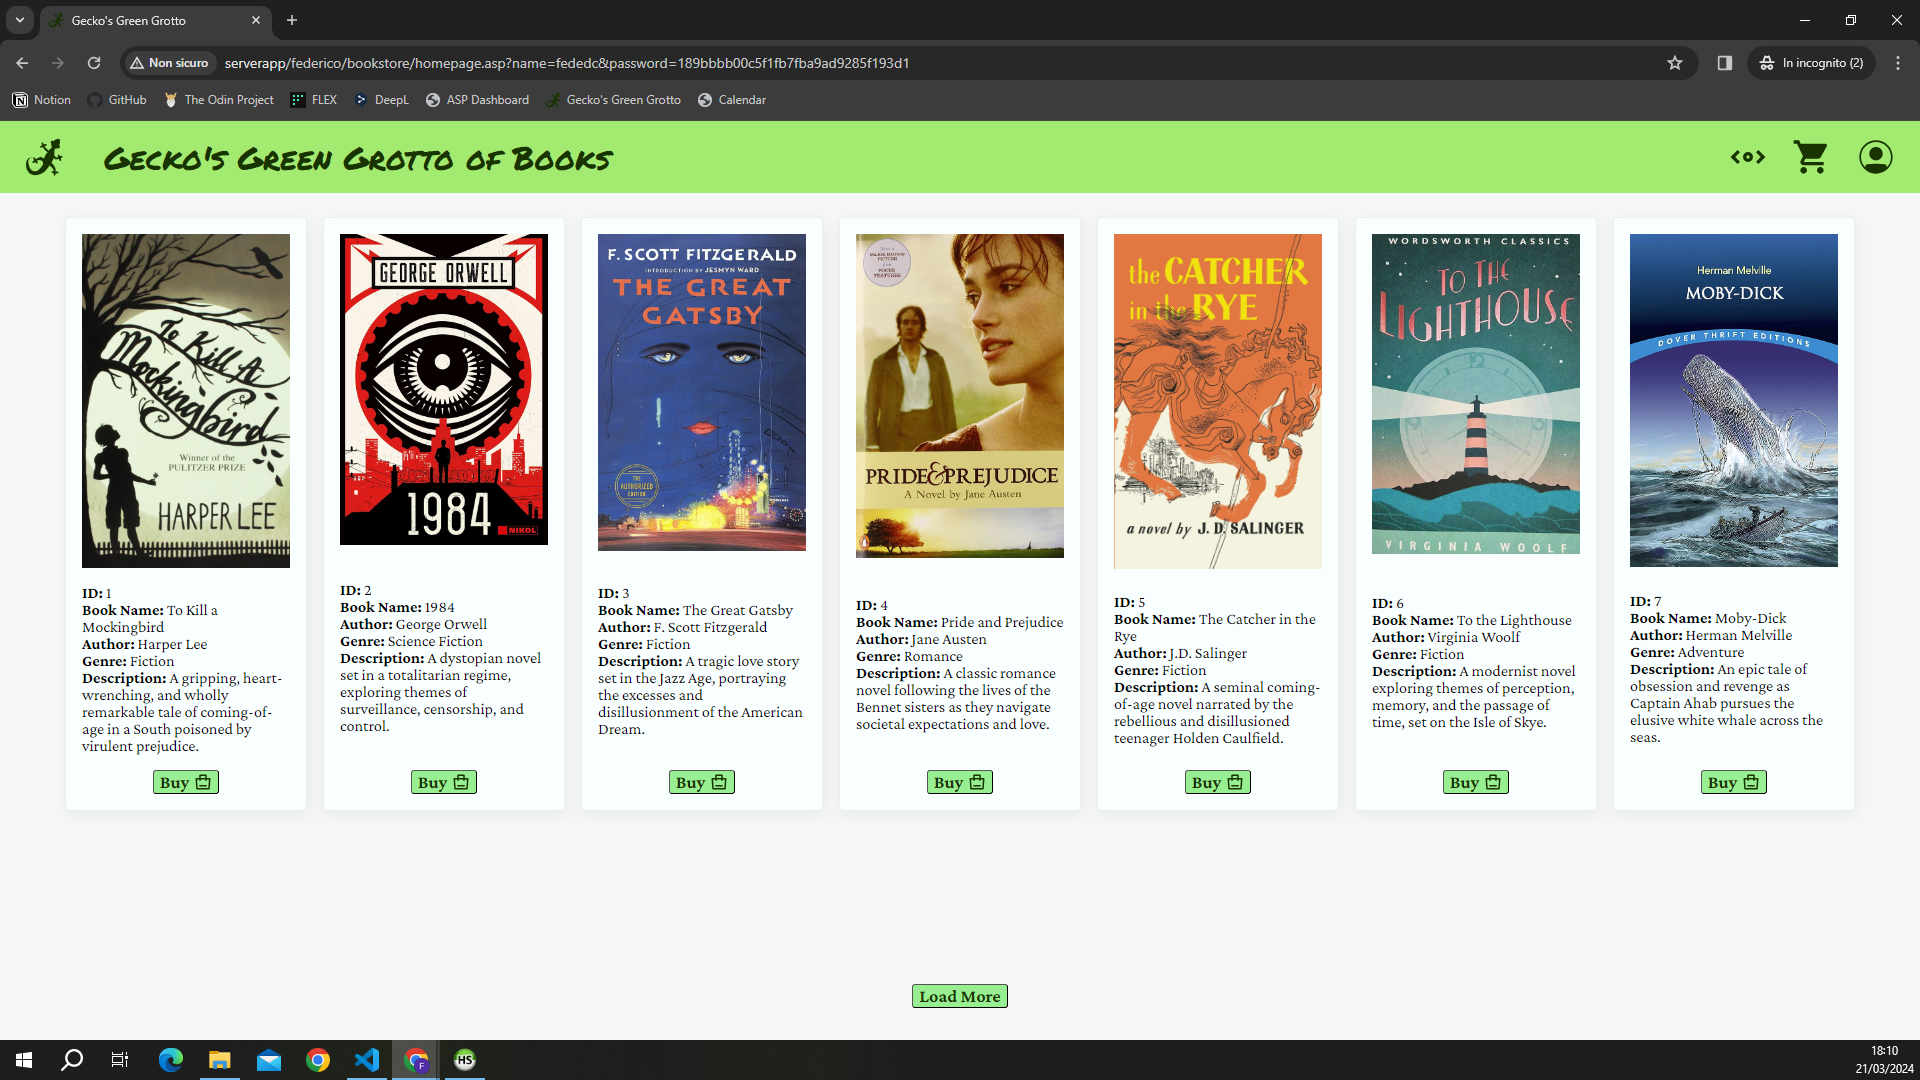 Gecko's Green Grotto
Non sicuro
serverapp/federico/bookstore/homepage.asp?name=fededc&password=189bbbb00c5f1fb7fba9ad9285f193d1
In incognito (2)
Notion
GitHub
The Odin Project
FLEX
DeepL
ASP Dashboard
Gecko's Green Grotto
Calendar
Gecko's Green Grotto of Books
To Kill A
Mockingbird
Winner of the
PULITZER PRIZE
HARPER LEE
ID: 1
Book Name: To Kill a
Mockingbird
Author: Harper Lee
Genre: Fiction
Description: A gripping, heart-
wrenching, and wholly
remarkable tale of coming-of-
age in a South poisoned by
virulent prejudice.
Buy
GEORGE ORWELL
1984
NIKOL
ID: 2
Book Name: 1984
Author: George Orwell
Genre: Science Fiction
Description: A dystopian novel
set in a totalitarian regime,
exploring themes of
surveillance, censorship, and
control.
Buy
F. SCOTT FITZGERALD
INTRODUCTION BY JESMYN WARD
THE GREAT
GATSBY
THE
AUTHORIZED
EDITION
ID: 3
Book Name: The Great Gatsby
Author: F. Scott Fitzgerald
Genre: Fiction
Description: A tragic love story
set in the Jazz Age, portraying
the excesses and
disillusionment of the American
Dream.
Buy
MAJOR MOTION
PICTURE
FOCUS
FEATURES
PRIDE & PREJUDICE
A Novel by Jane Austen
ID: 4
Book Name: Pride and Prejudice
Author: Jane Austen
Genre: Romance
Description: A classic romance
novel following the lives of the
Bennet sisters as they navigate
societal expectations and love.
Buy
the CATCHER
in the RYE
a novel by J. D. SALINGER
ID: 5
Book Name: The Catcher in the
Rye
Author: J.D. Salinger
Genre: Fiction
Description: A seminal coming-
of-age novel narrated by the
rebellious and disillusioned
teenager Holden Caulfield.
Buy
WORDSWORTH CLASSICS
TO THE
LIGHTHOUSE
12
VIRGINIA WOOLF
ID: 6
Book Name: To the Lighthouse
Author: Virginia Woolf
Genre: Fiction
Description: A modernist novel
exploring themes of perception,
memory, and the passage of
time, set on the Isle of Skye.
Buy
Herman Melville
MOBY-DICK
DOVER THRIFT EDITIONS
ID: 7
Book Name: Moby-Dick
Author: Herman Melville
Genre: Adventure
Description: An epic tale of
obsession and revenge as
Captain Ahab pursues the
elusive white whale across the
seas.
Buy
Load More
F
HS
18:10
21/03/2024